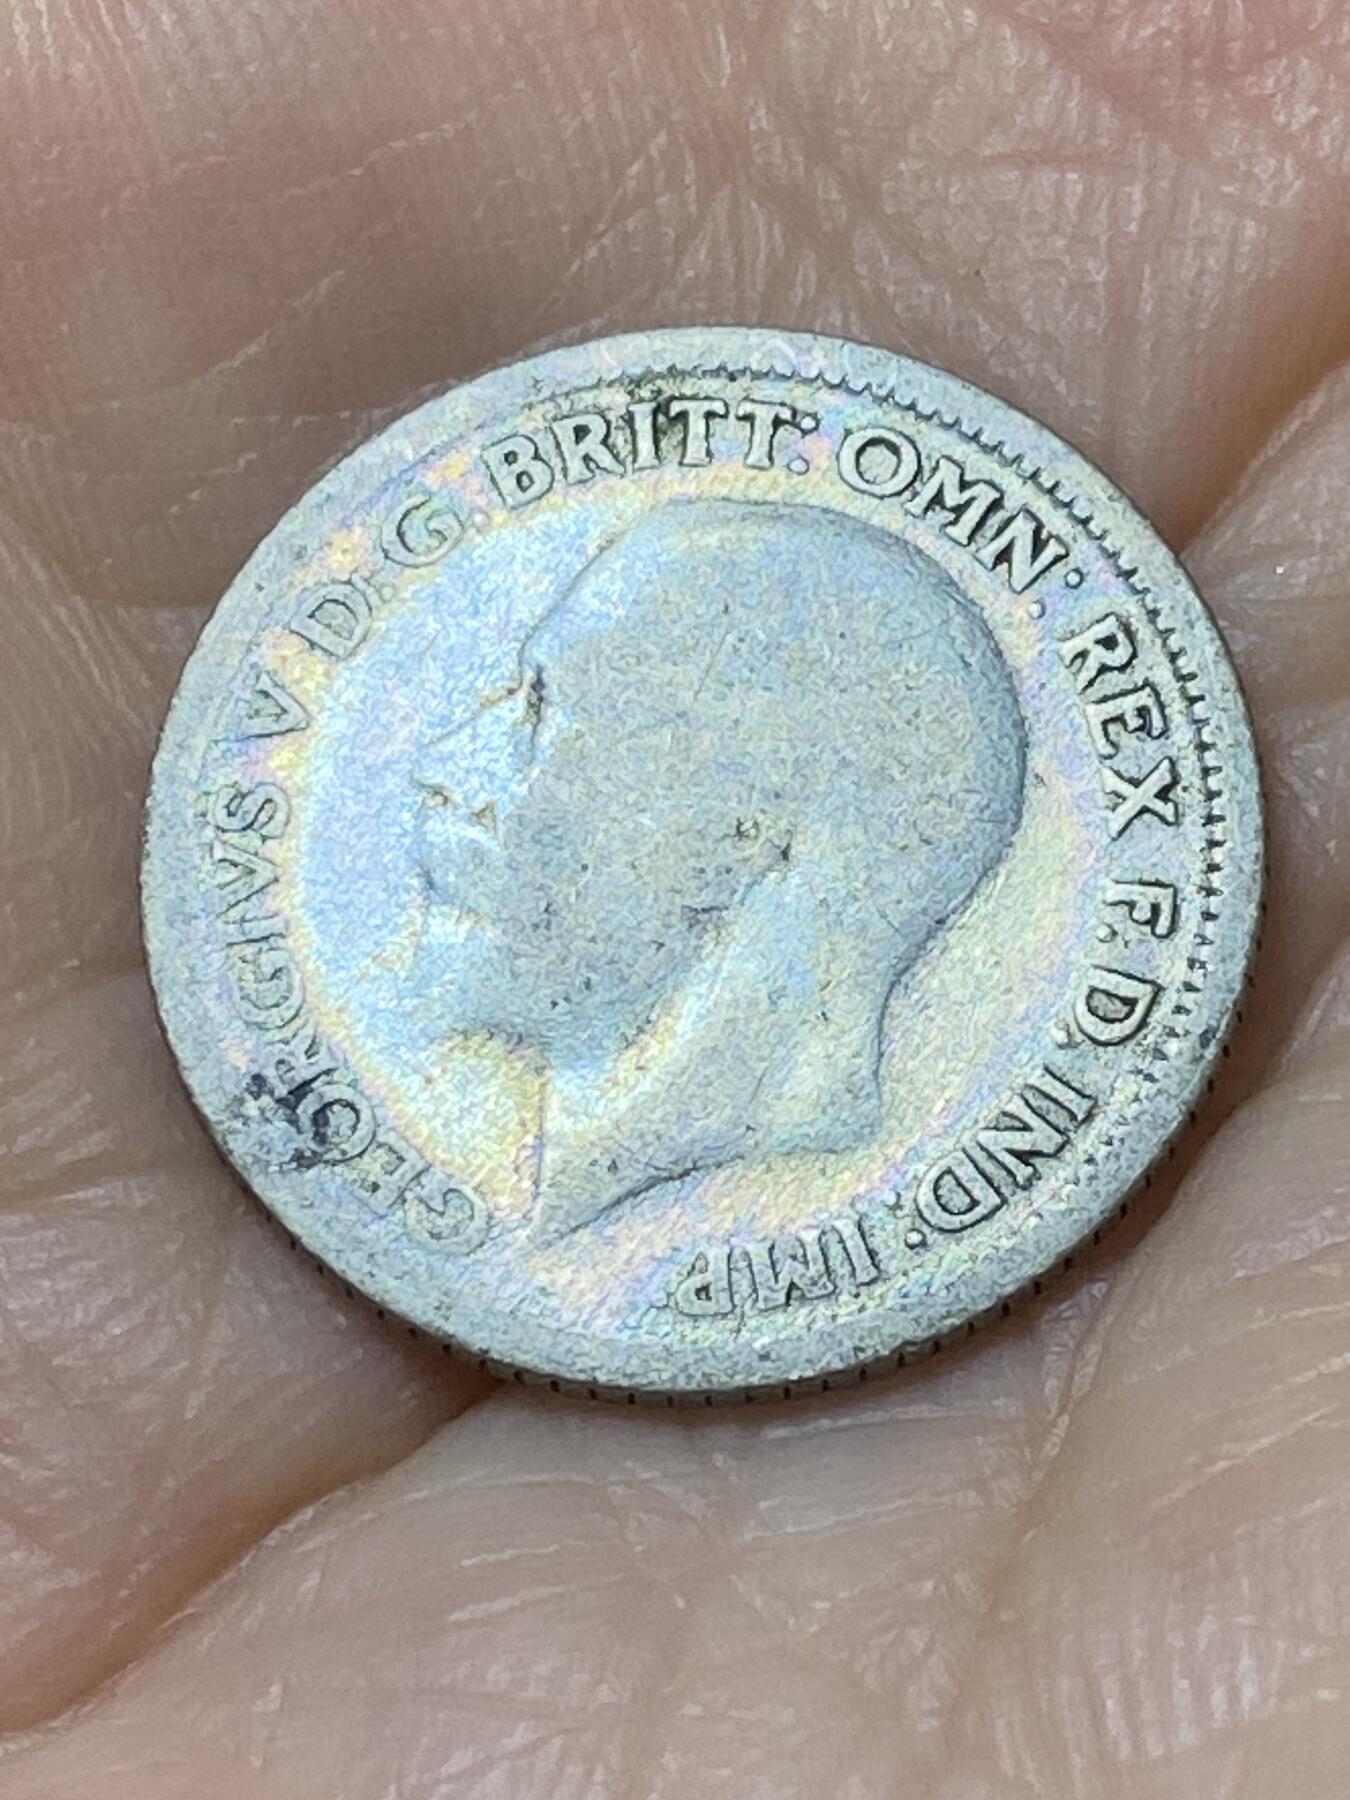 GEORGIVS V D.G. BRITT: OMN: REX F.D. IND: IMP.